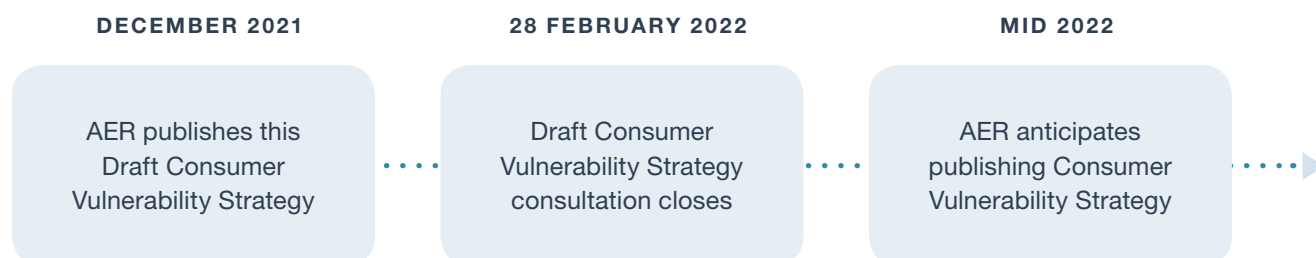 DECEMBER 2021
AER publishes this
Draft Consumer
Vulnerability Strategy
28 FEBRUARY 2022
Draft Consumer
Vulnerability Strategy
consultation closes
MID 2022
AER anticipates
publishing Consumer
Vulnerability Strategy